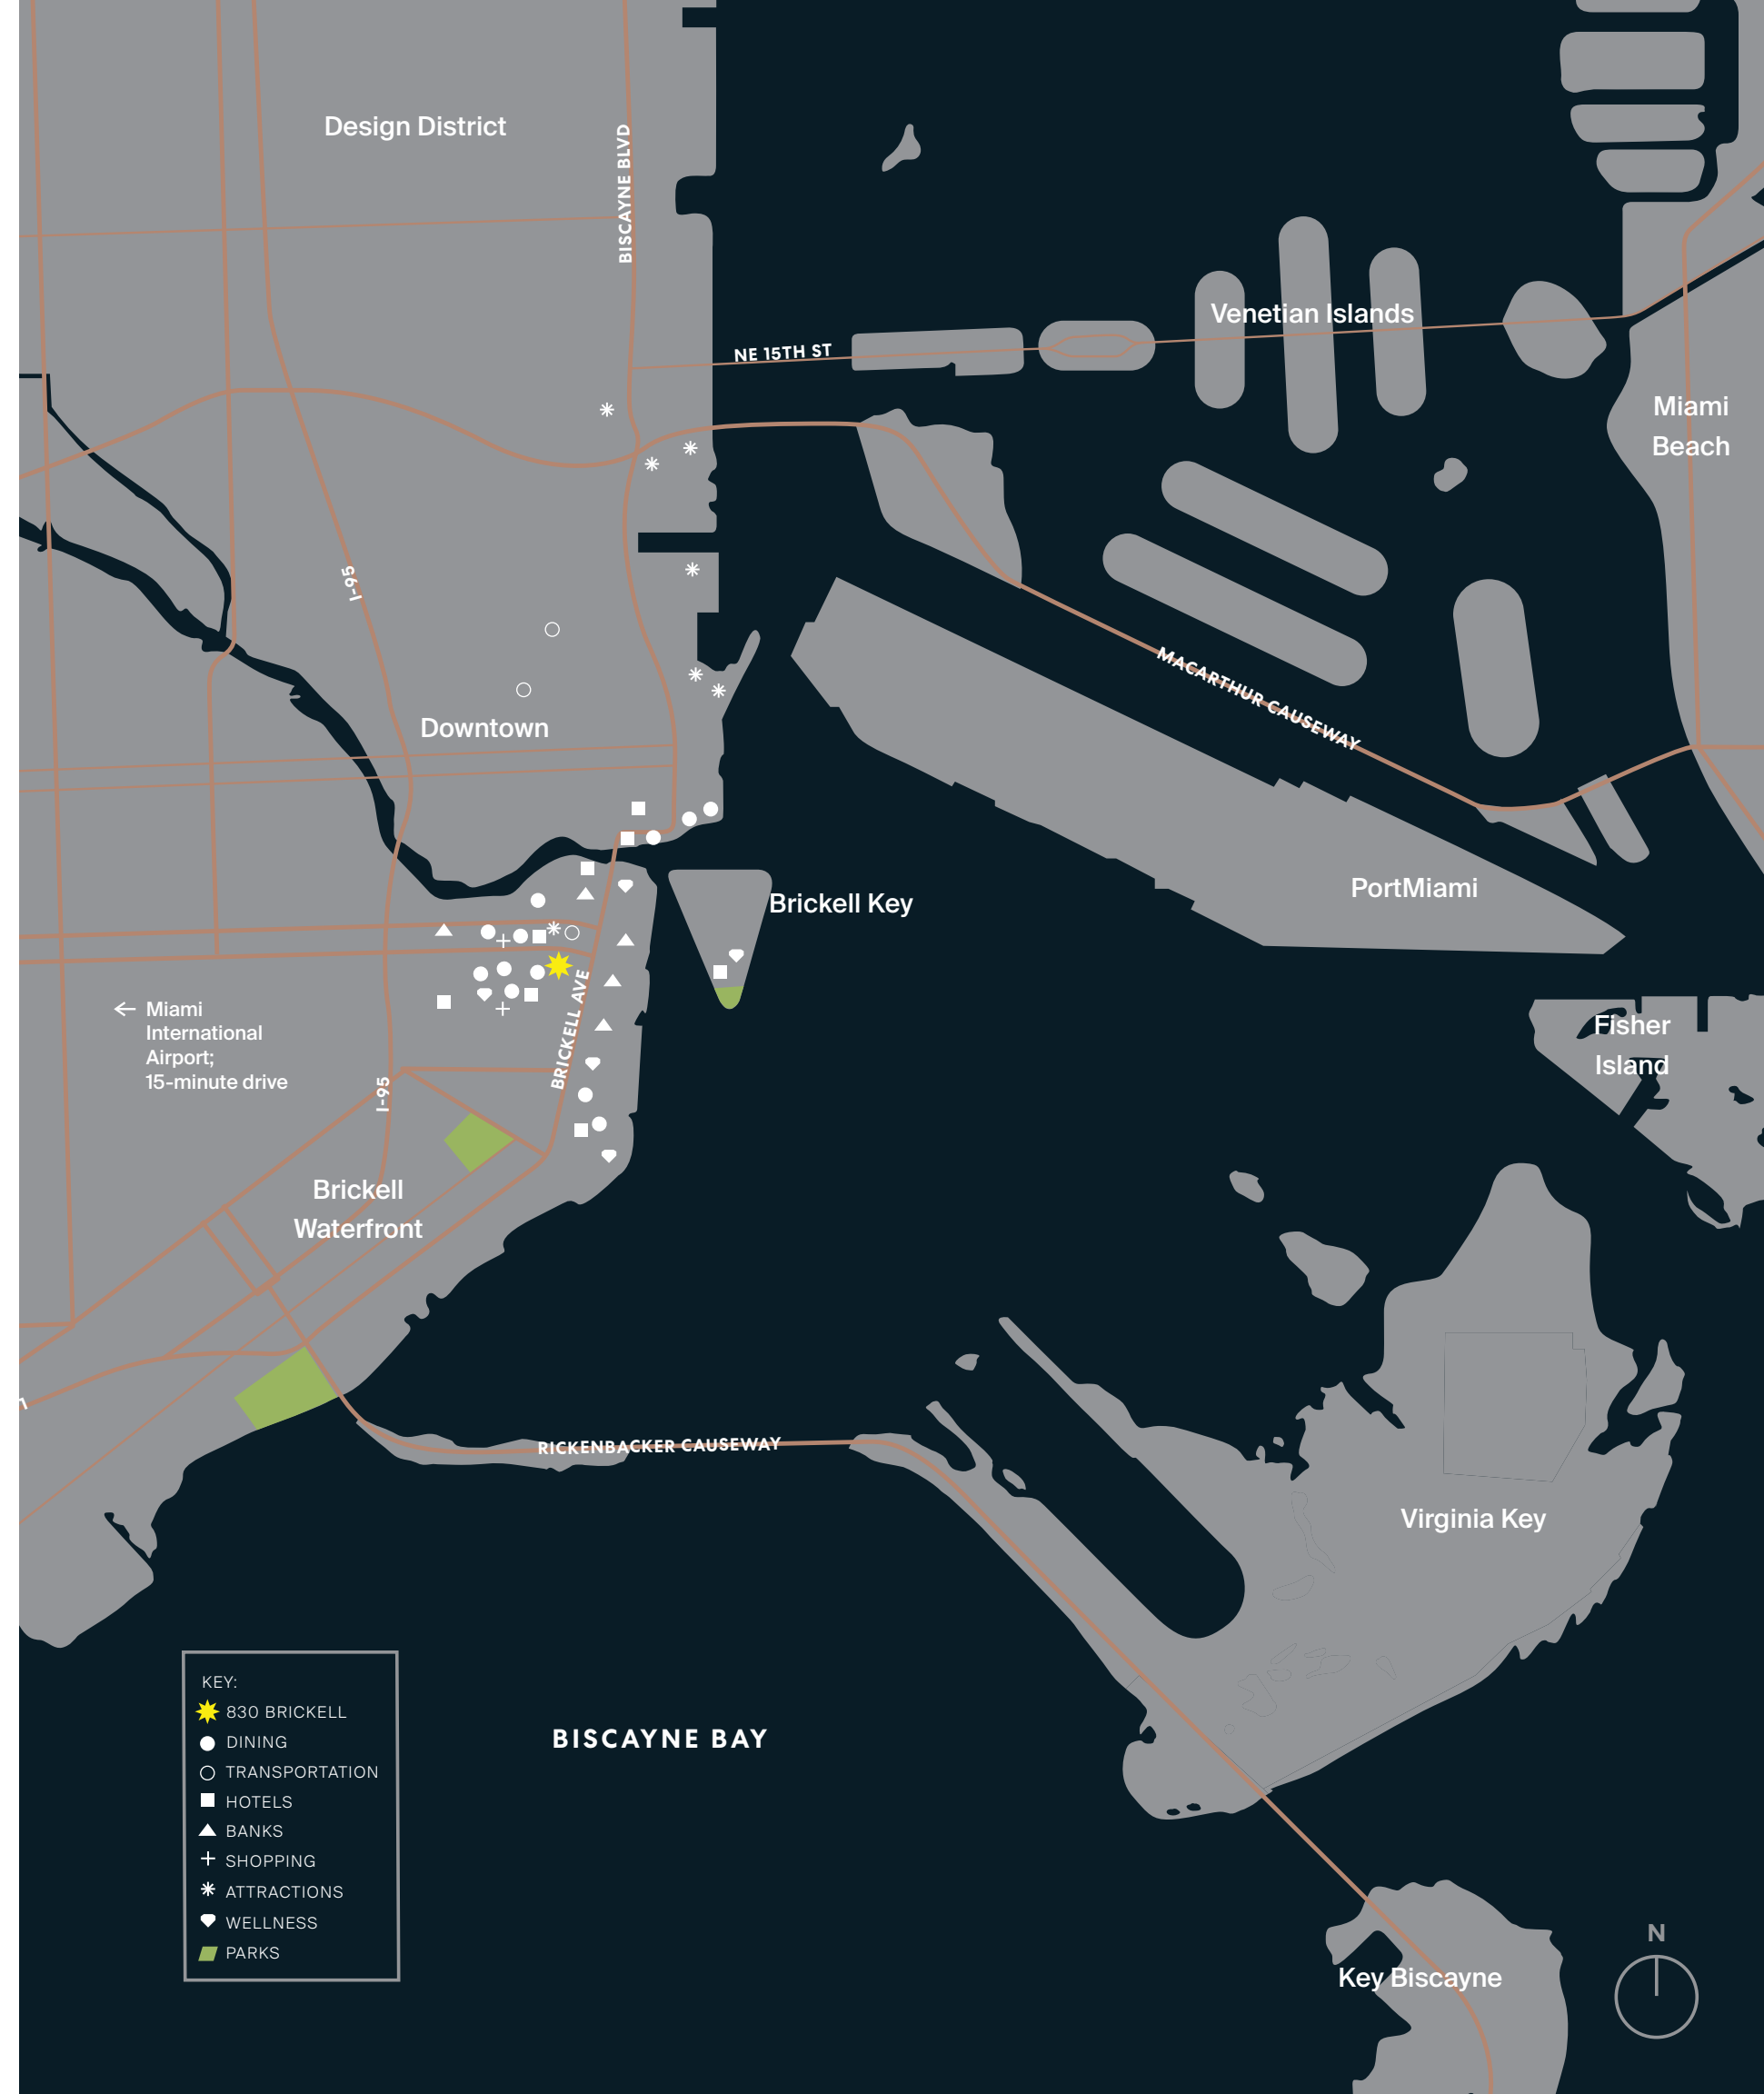 Design District
BISCAYNE BLVD
Venetian Islands
NE 15TH ST
Miami
Beach
I-95
MACARTHUR CAUSEWAY
Downtown
PortMiami
Brickell Key
BRICKELL AVE
Miami
International
Airport;
15-minute drive
Fisher
Island
I-95
Brickell
Waterfront
RICKENBACKER CAUSEWAY
Virginia Key
BISCAYNE BAY
KEY:
830 BRICKELL
DINING
TRANSPORTATION
HOTELS
BANKS
SHOPPING
ATTRACTIONS
WELLNESS
PARKS
N
Key Biscayne